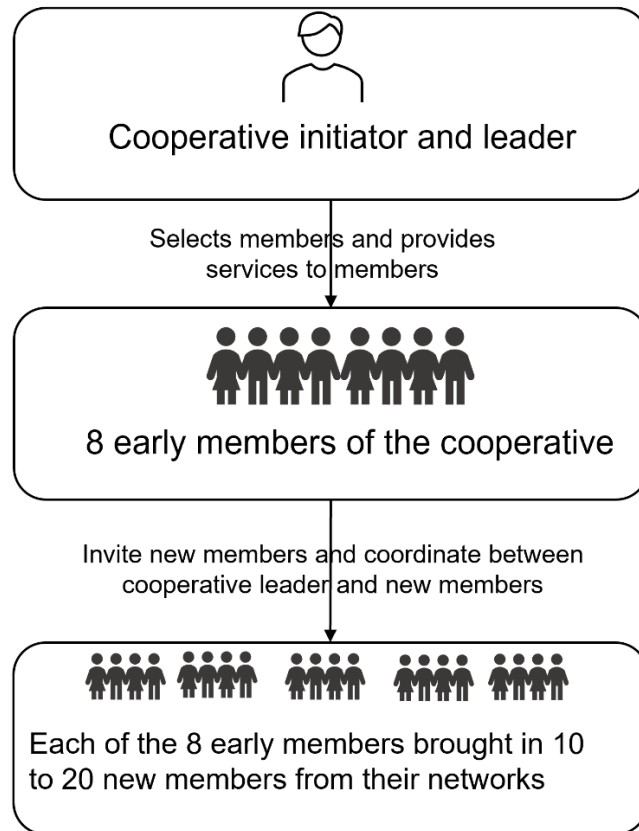 Cooperative initiator and leader
Selects members and provides
services to members
8 early members of the cooperative
Invite new members and coordinate between
cooperative leader and new members
Each of the 8 early members brought in 10
to 20 new members from their networks